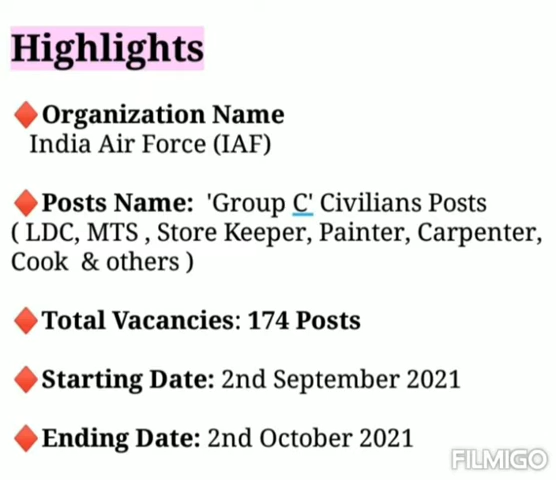 Highlights
♦Organization Name
India Air Force (IAF)
♦Posts Name: 'Group C' Civilians Posts
( LDC, MTS , Store Keeper, Painter, Carpenter,
Cook & others )
♦Total Vacancies: 174 Posts
♦Starting Date: 2nd September 2021
♦Ending Date: 2nd October 2021
FILMIGO